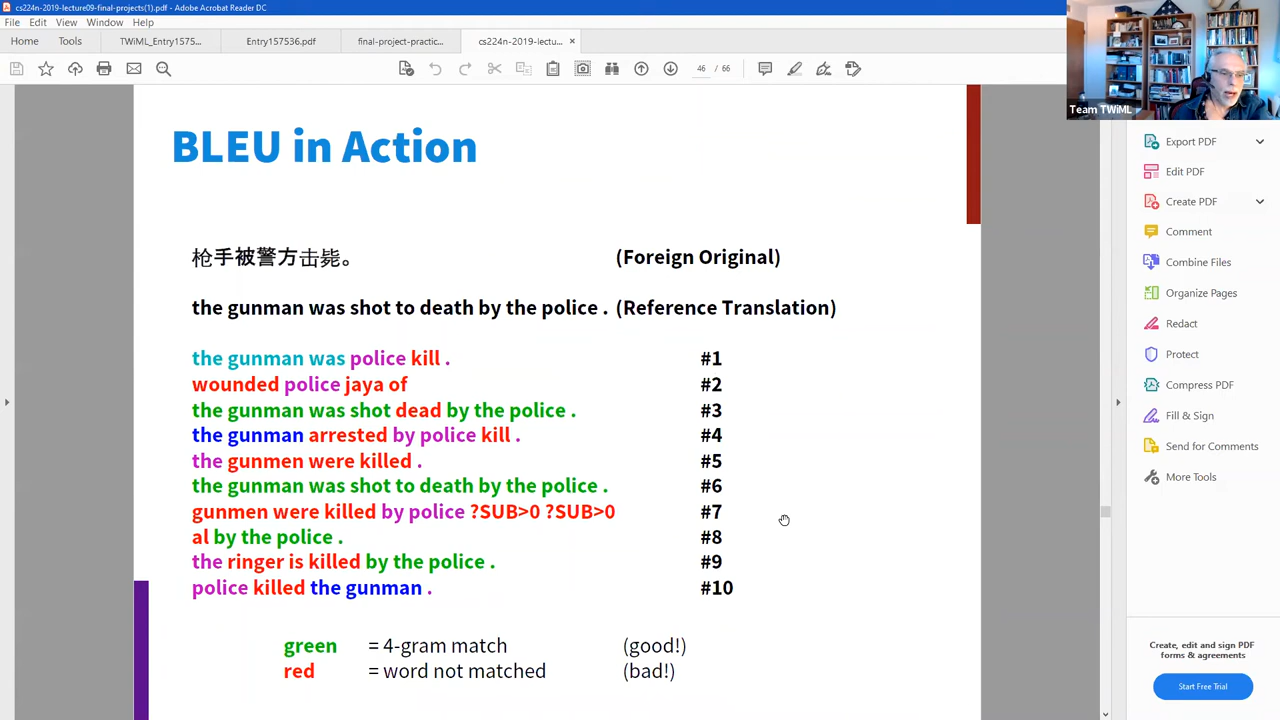 cs224n-2019-lecture09-final-projects(1).pdf - Adobe Acrobat Reader DC
File Edit View Window Help
Home Tools TWiML_Entry1575... Entry157536.pdf final-project-practic... cs224n-2019-lectu... ×
46 / 66
Team TWiML
BLEU in Action
枪手被警方击毙。 (Foreign Original)
the gunman was shot to death by the police . (Reference Translation)
the gunman was police kill . #1
wounded police jaya of #2
the gunman was shot dead by the police . #3
the gunman arrested by police kill . #4
the gunmen were killed . #5
the gunman was shot to death by the police . #6
gunmen were killed by police ?SUB>0 ?SUB>0 #7
al by the police . #8
the ringer is killed by the police . #9
police killed the gunman . #10
green = 4-gram match (good!)
red = word not matched (bad!)
Export PDF
Edit PDF
Create PDF
Comment
Combine Files
Organize Pages
Redact
Protect
Compress PDF
Fill & Sign
Send for Comments
More Tools
Create, edit and sign PDF
forms & agreements
Start Free Trial